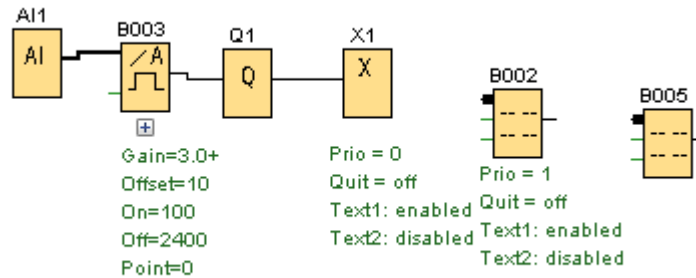 AI1
B003
Q1
X1
AI
/A
Q
X
B002
B005
Gain=3.0+
Offset=10
On=100
Off=2400
Point=0
Prio = 0
Quit = off
Text1: enabled
Text2: disabled
Prio = 1
Quit = off
Text1: enabled
Text2: disabled